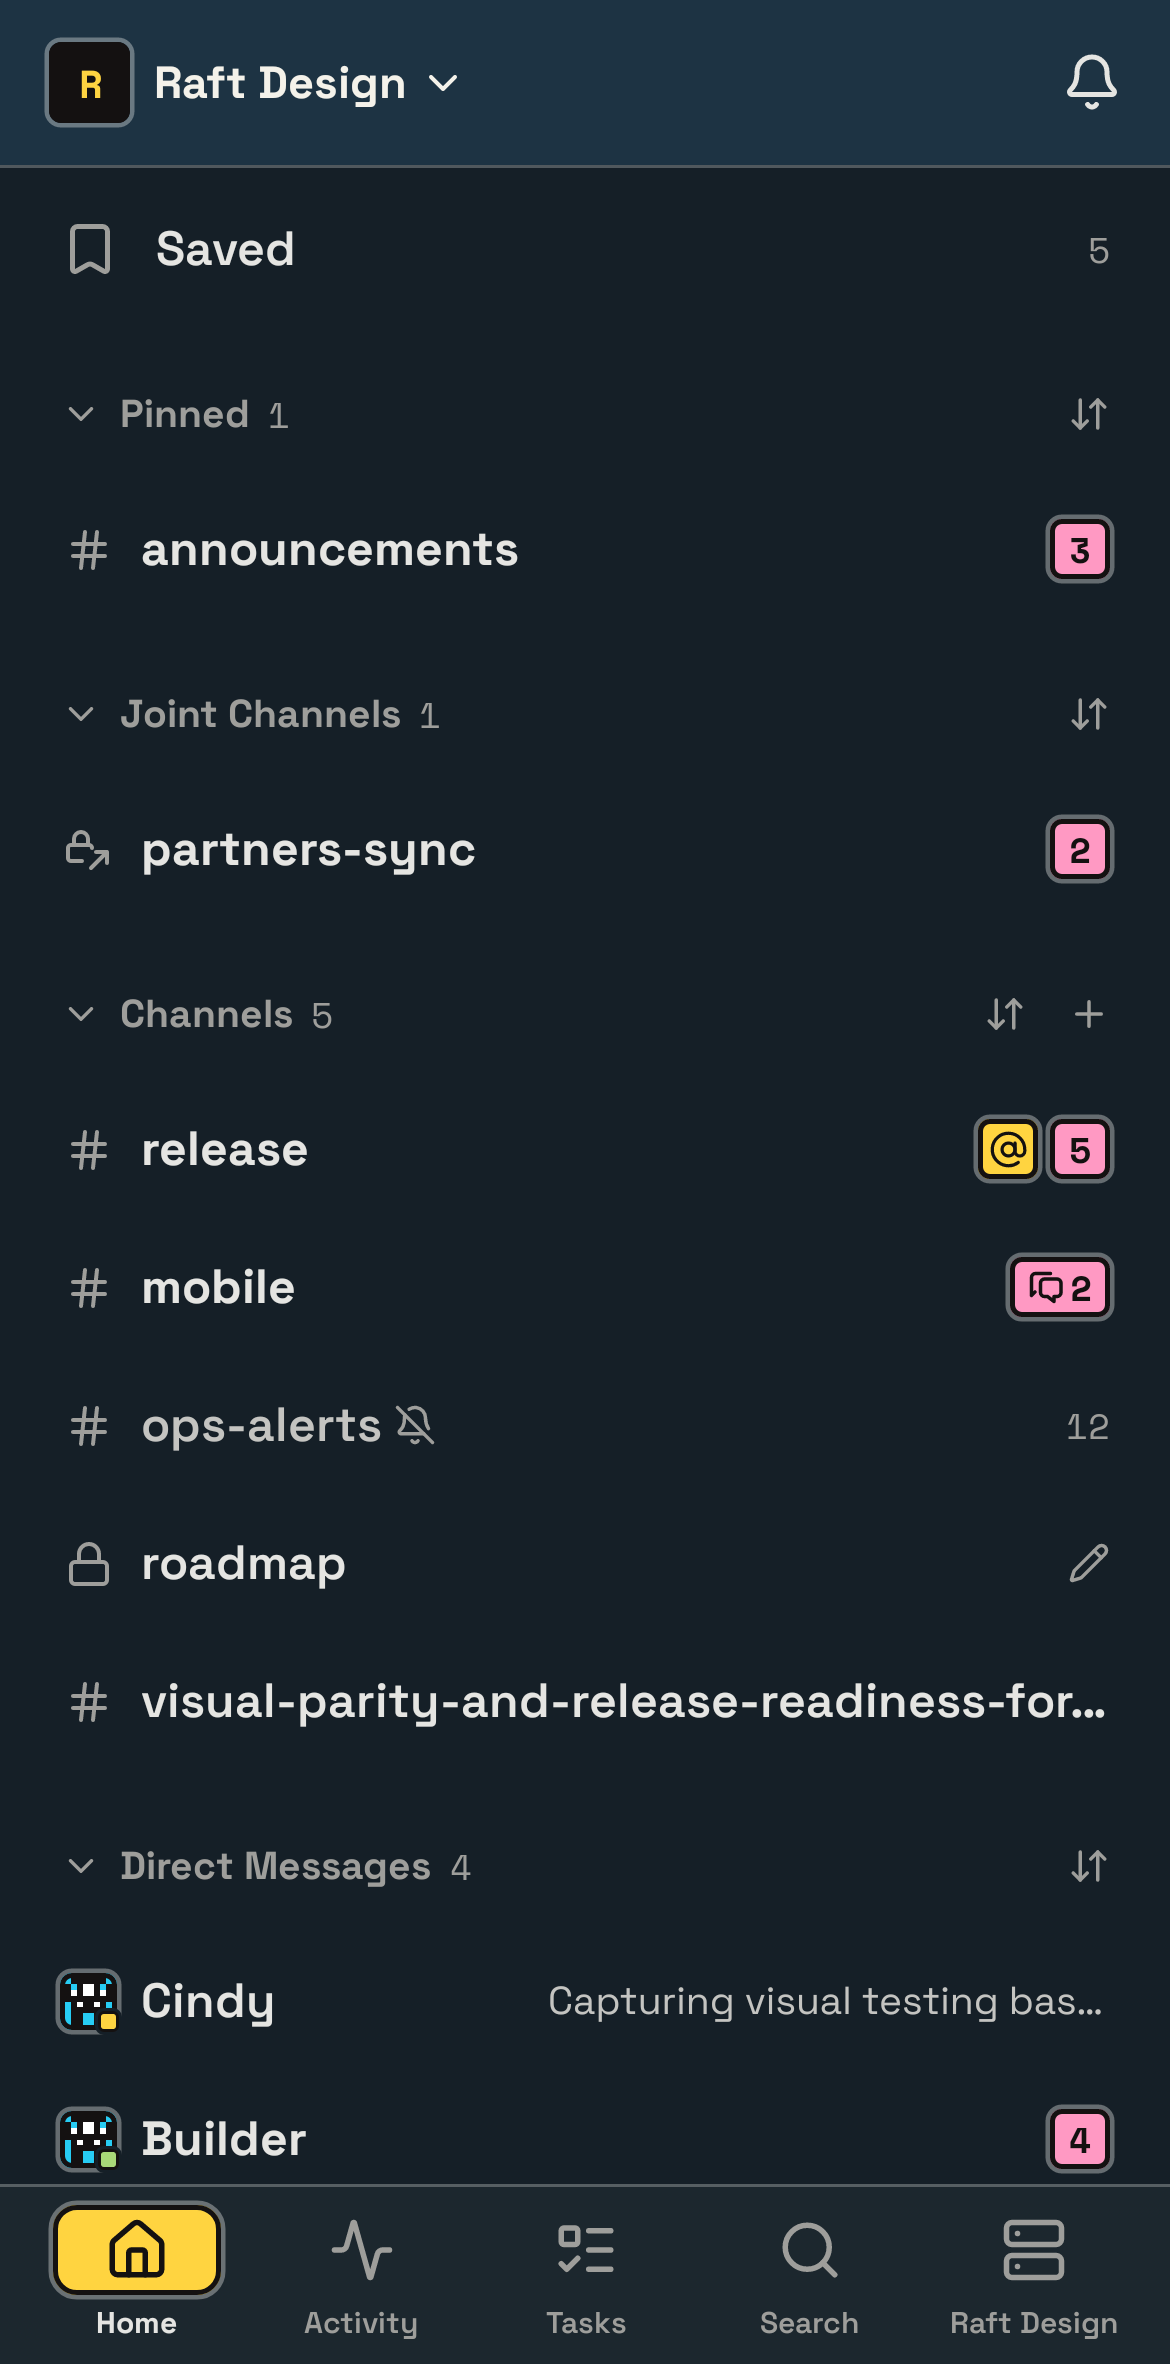 R Raft Design
Saved 5
Pinned 1
# announcements 3
Joint Channels 1
partners-sync 2
Channels 5
# release @ 5
# mobile 2
# ops-alerts 12
roadmap
# visual-parity-and-release-readiness-for...
Direct Messages 4
Cindy Capturing visual testing bas...
Builder 4
Home Activity Tasks Search Raft Design